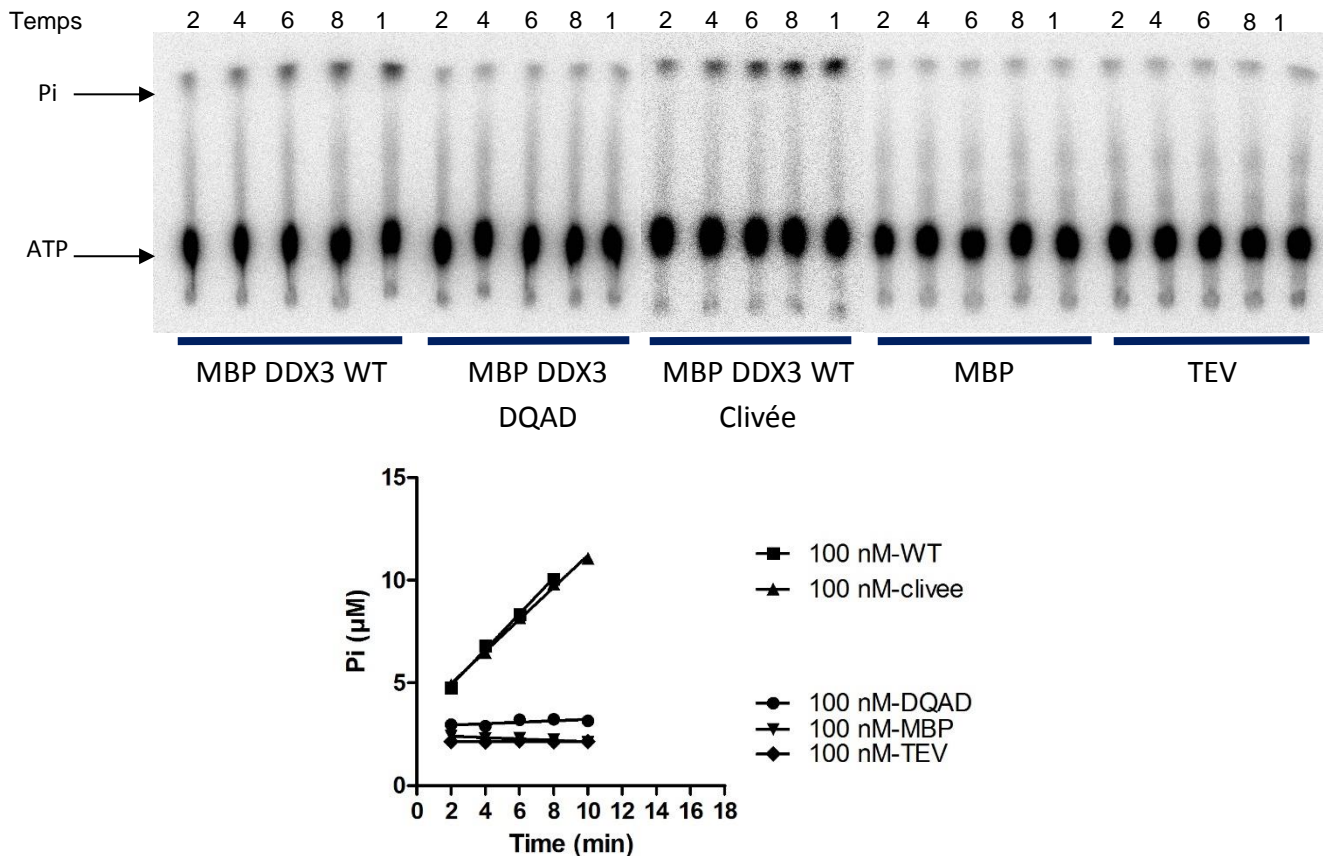 Temps 2 4 6 8 1 2 4 6 8 1 2 4 6 8 1 2 4 6 8 1 2 4 6 8 1
Pi
ATP
MBP DDX3 WT
MBP DDX3
DQAD
MBP DDX3 WT
Clivée
MBP
TEV
15
10
5
0
Pi (µM)
0 2 4 6 8 10 12 14 16 18
Time (min)
100 nM-WT
100 nM-clivee
100 nM-DQAD
100 nM-MBP
100 nM-TEV